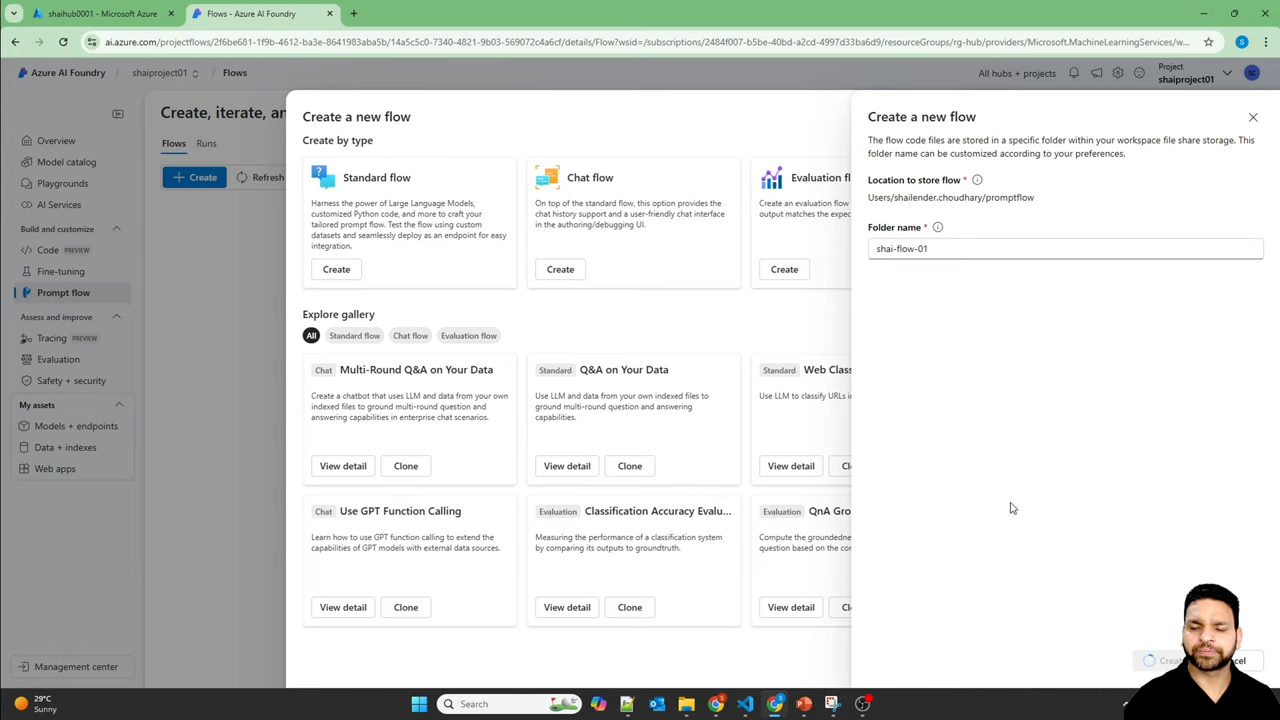 shaihub0001 - Microsoft Azure
Flows - Azure AI Foundry
ai.azure.com/projectflows/2f6be681-1f9b-4612-ba3e-8641983aba5b/14a5c5c0-7340-4821-9b03-569072c4a6cf/details/Flow?wsid=/subscriptions/2484f007-b5be-40bd-a2cd-4997d33ba6d9/resourceGroups/rg-hub/providers/Microsoft.MachineLearningServices/w...
S
Azure AI Foundry
/
shaiproject01
/
Flows
All hubs + projects
Project
shaiproject01
SC
Overview
Model catalog
Playgrounds
AI Services
Build and customize
Code PREVIEW
Fine-tuning
Prompt flow
Assess and improve
Tracing PREVIEW
Evaluation
Safety + security
My assets
Models + endpoints
Data + indexes
Web apps
Management center
Create, iterate, an
Flows
Runs
+ Create
Refresh
Create a new flow
Create by type
Standard flow
Harness the power of Large Language Models,
customized Python code, and more to craft your
tailored prompt flow. Test the flow using custom
datasets and seamlessly deploy as an endpoint for easy
integration.
Create
Chat flow
On top of the standard flow, this option provides the
chat history support and a user-friendly chat interface
in the authoring/debugging UI.
Create
Evaluation fl
Create an evaluation flow
output matches the expec
Create
Explore gallery
All
Standard flow
Chat flow
Evaluation flow
Chat
Multi-Round Q&A on Your Data
Create a chatbot that uses LLM and data from your own
indexed files to ground multi-round question and
answering capabilities in enterprise chat scenarios.
View detail
Clone
Standard
Q&A on Your Data
Use LLM and data from your own indexed files to
ground multi-round question and answering
capabilities.
View detail
Clone
Standard
Web Class
Use LLM to classify URLs i
View detail
Cl
Chat
Use GPT Function Calling
Learn how to use GPT function calling to extend the
capabilities of GPT models with external data sources.
View detail
Clone
Evaluation
Classification Accuracy Evalu...
Measuring the performance of a classification system
by comparing its outputs to groundtruth.
View detail
Clone
Evaluation
QnA Gro
Compute the groundedne
question based on the co
View detail
Cl
Create a new flow
The flow code files are stored in a specific folder within your workspace file share storage. This
folder name can be customized according to your preferences.
Location to store flow *
Users/shailender.choudhary/promptflow
Folder name *
shai-flow-01
Crea
cel
29°C
Sunny
Search